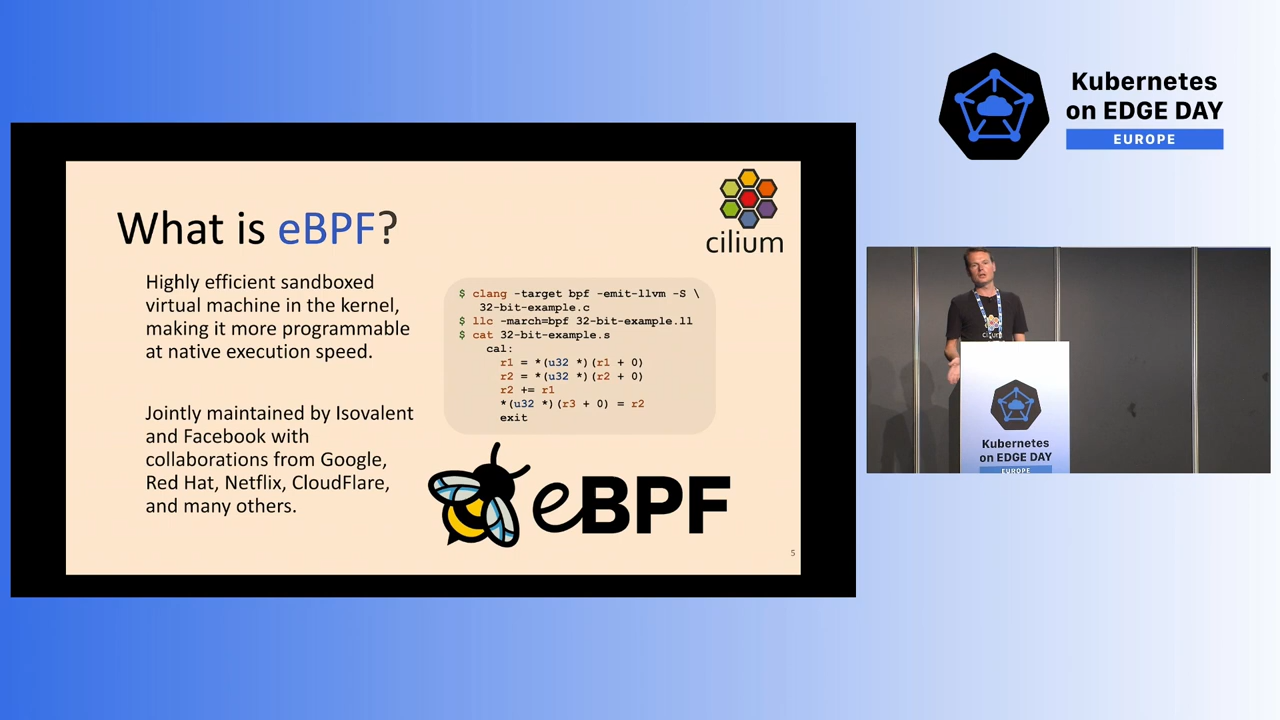 Kubernetes
on EDGE DAY
EUROPE
What is eBPF?
cilium
Highly efficient sandboxed
virtual machine in the kernel,
making it more programmable
at native execution speed.
Jointly maintained by Isovalent
and Facebook with
collaborations from Google,
Red Hat, Netflix, CloudFlare,
and many others.
$ clang -target bpf -emit-llvm -S \
32-bit-example.c
$ llc -march=bpf 32-bit-example.ll
$ cat 32-bit-example.s
cal:
r1 = *(u32 *)(r1 + 0)
r2 = *(u32 *)(r2 + 0)
r2 += r1
*(u32 *)(r3 + 0) = r2
exit
eBPF
5
cilium
Kubernetes
on EDGE DAY
EUROPE